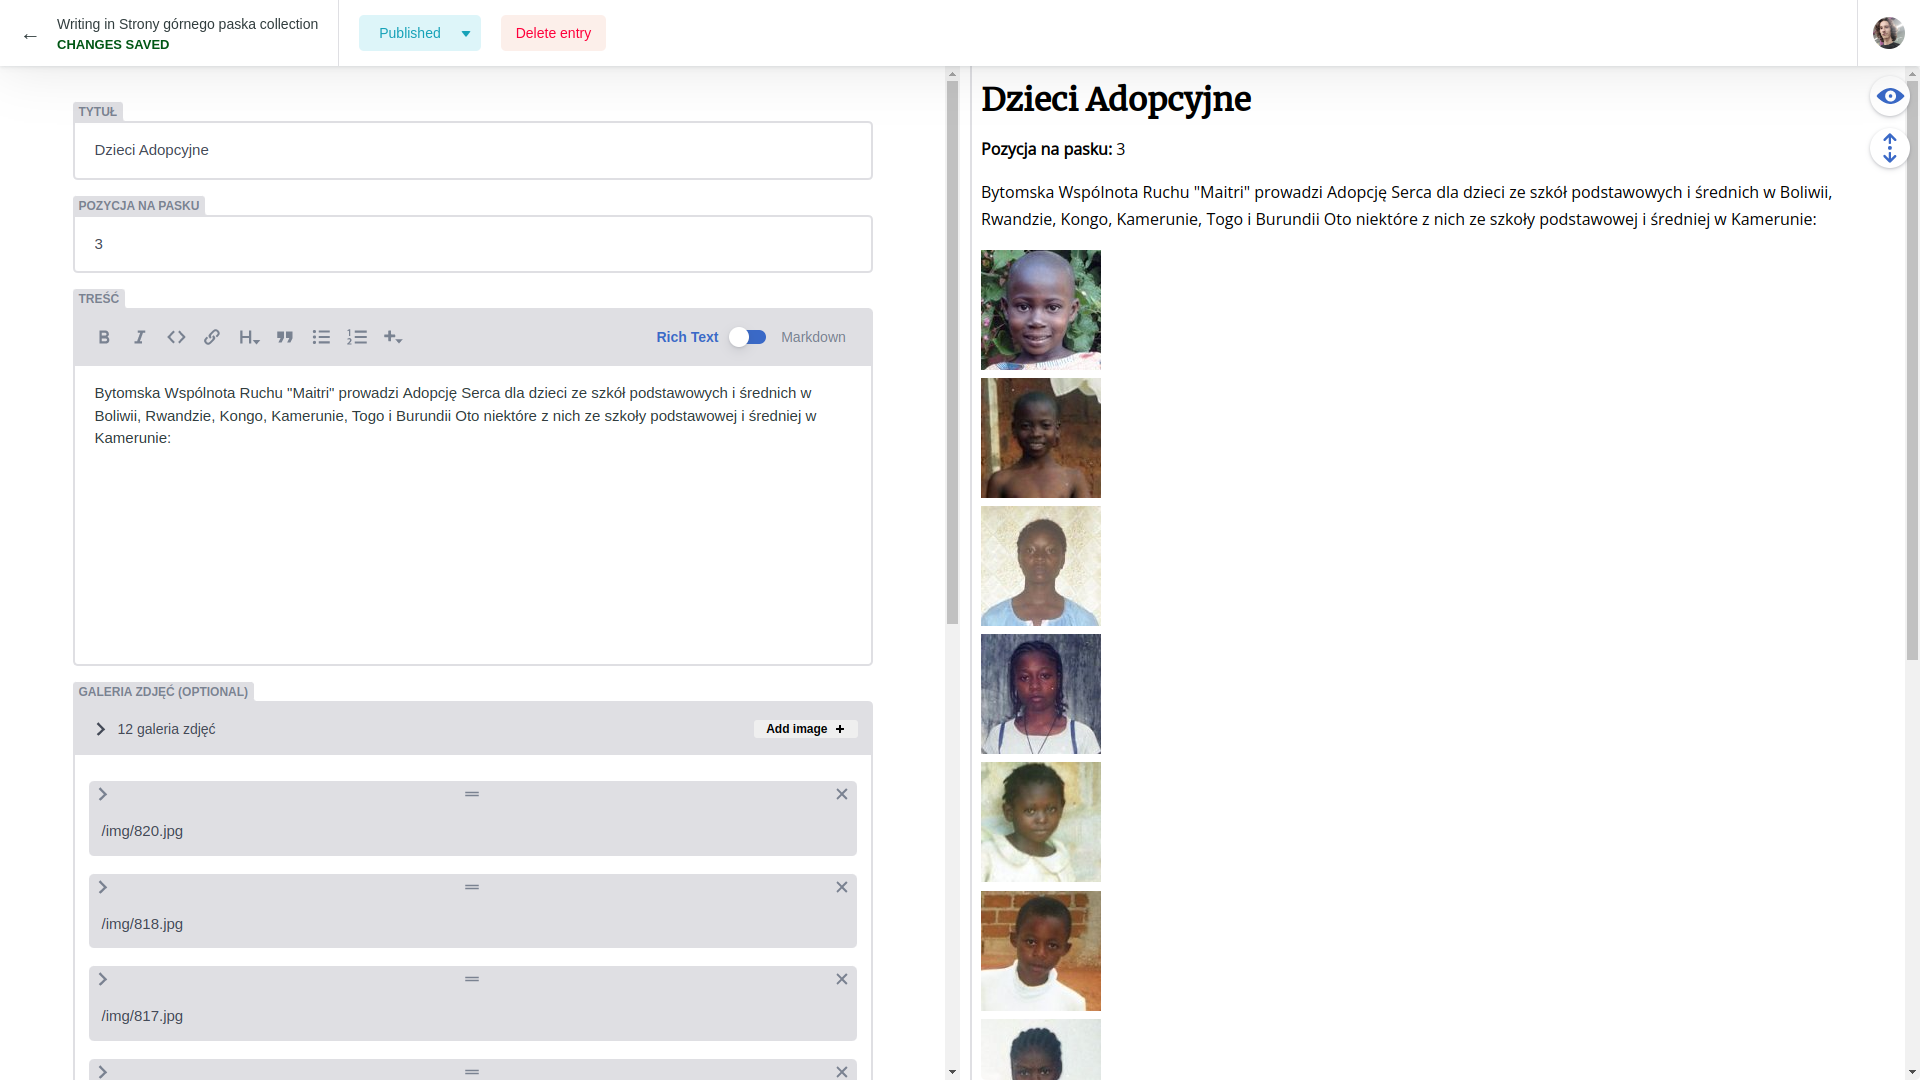 Writing in Strony górnego paska collection
CHANGES SAVED
Published
Delete entry
TYTUŁ
Dzieci Adopcyjne
POZYCJA NA PASKU
3
TREŚĆ
Rich Text
Markdown
Bytomska Wspólnota Ruchu "Maitri" prowadzi Adopcję Serca dla dzieci ze szkół podstawowych i średnich w
Boliwii, Rwandzie, Kongo, Kamerunie, Togo i Burundii Oto niektóre z nich ze szkoły podstawowej i średniej w
Kamerunie:
GALERIA ZDJĘĆ (OPTIONAL)
12 galeria zdjęć
Add image +
/img/820.jpg
/img/818.jpg
/img/817.jpg
Dzieci Adopcyjne
Pozycja na pasku: 3
Bytomska Wspólnota Ruchu "Maitri" prowadzi Adopcję Serca dla dzieci ze szkół podstawowych i średnich w Boliwii,
Rwandzie, Kongo, Kamerunie, Togo i Burundii Oto niektóre z nich ze szkoły podstawowej i średniej w Kamerunie: